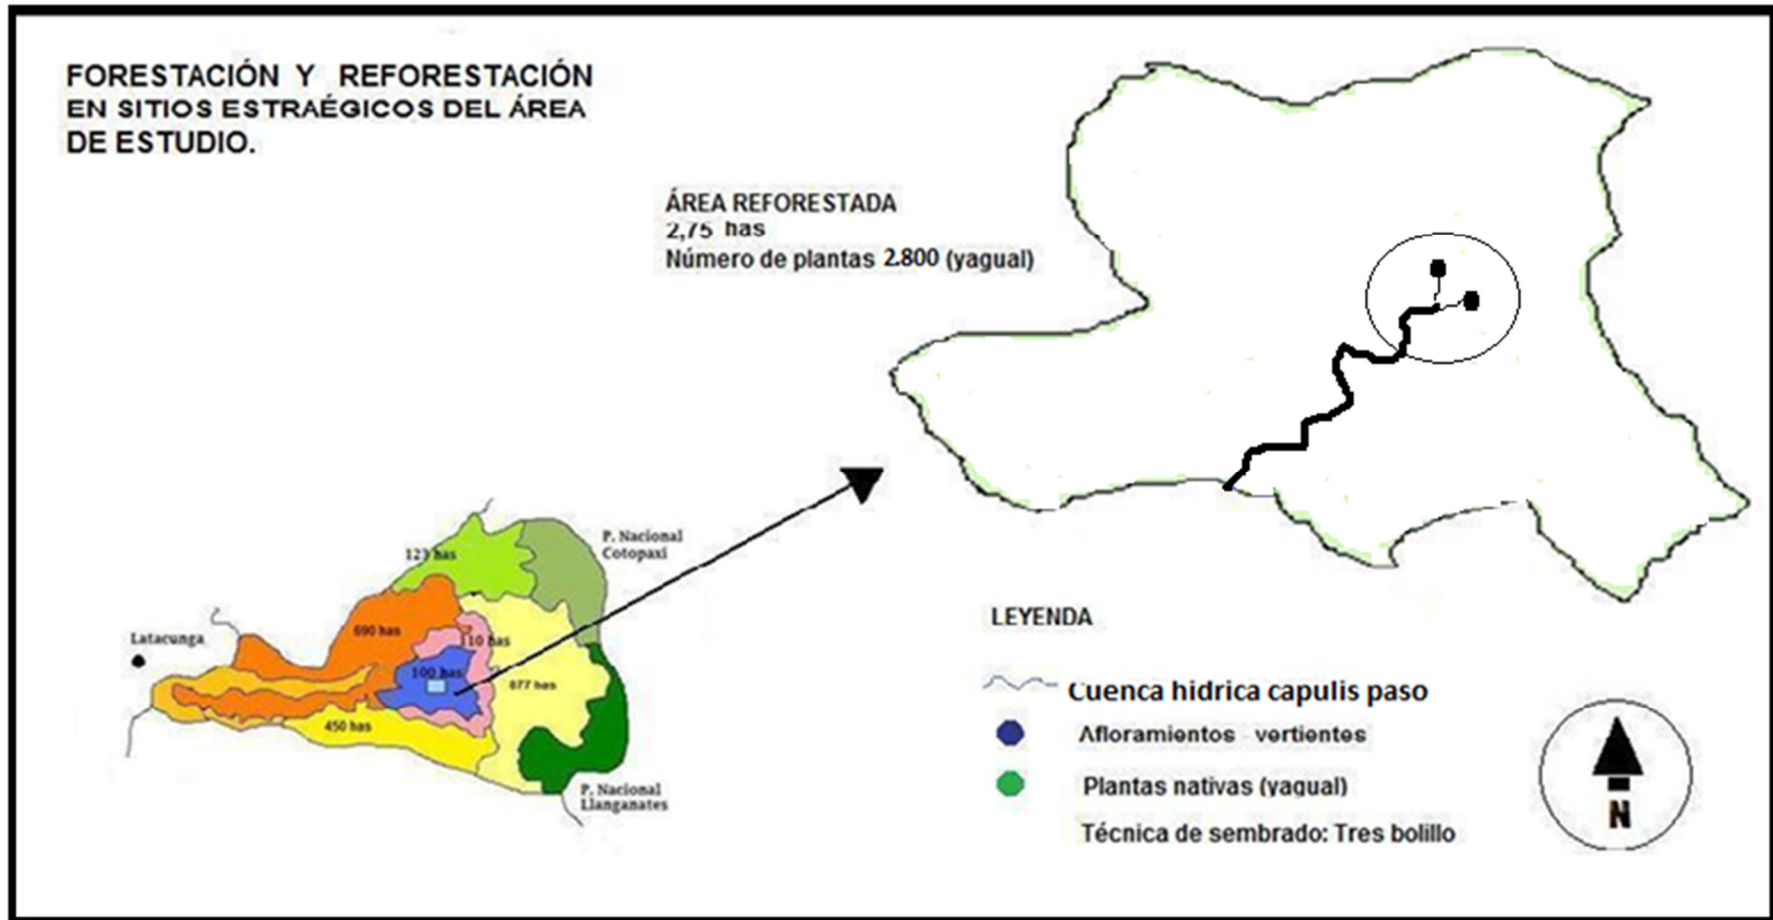 FORESTACIÓN Y REFORESTACIÓN
EN SITIOS ESTRAÉGICOS DEL ÁREA
DE ESTUDIO.
ÁREA REFORESTADA
2,75 has
Número de plantas 2.800 (yagual)
P. Nacional
Cotopaxi
123 has
Latacunga
690 has
110 has
100 has
877 has
450 has
P. Nacional
Llanganates
LEYENDA
Cuenca hidrica capulis paso
Afloramientos - vertientes
Plantas nativas (yagual)
Técnica de sembrado: Tres bolillo
N